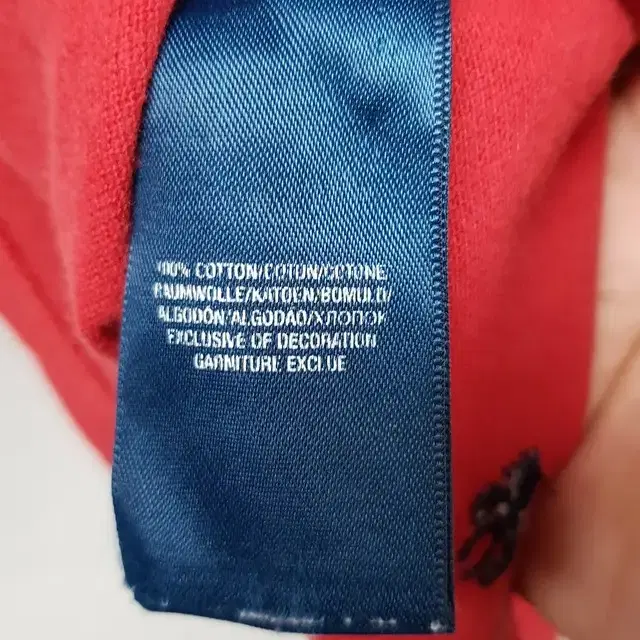 100% COTTON/COTON/COTONE
BAUMWOLLE/KATOEN/BOMULD/
ALGODÓN/ALGODÃO/ХЛОПОК
EXCLUSIVE OF DECORATION
GARNITURE EXCLUE